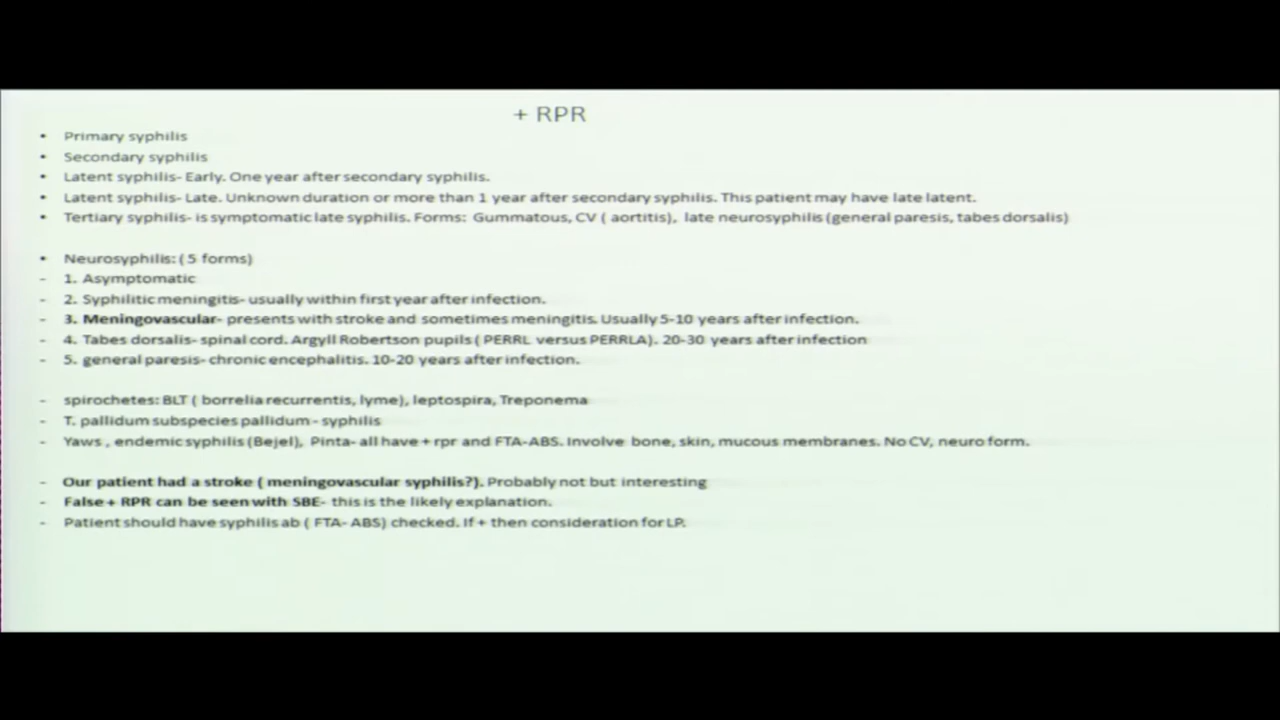 + RPR
• Primary syphilis
• Secondary syphilis
• Latent syphilis- Early. One year after secondary syphilis.
• Latent syphilis- Late. Unknown duration or more than 1 year after secondary syphilis. This patient may have late latent.
• Tertiary syphilis- is symptomatic late syphilis. Forms: Gummatous, CV ( aortitis), late neurosyphilis (general paresis, tabes dorsalis)
• Neurosyphilis: ( 5 forms)
- 1. Asymptomatic
- 2. Syphilitic meningitis- usually within first year after infection.
- 3. Meningovascular- presents with stroke and sometimes meningitis. Usually 5-10 years after infection.
- 4. Tabes dorsalis- spinal cord. Argyll Robertson pupils ( PERRL versus PERRLA). 20-30 years after infection
- 5. general paresis- chronic encephalitis. 10-20 years after infection.
- spirochetes: BLT ( borrelia recurrentis, lyme), leptospira, Treponema
- T. pallidum subspecies pallidum - syphilis
- Yaws , endemic syphilis (Bejel), Pinta- all have + rpr and FTA-ABS. Involve bone, skin, mucous membranes. No CV, neuro form.
- Our patient had a stroke ( meningovascular syphilis?). Probably not but interesting
- False + RPR can be seen with SBE- this is the likely explanation.
- Patient should have syphilis ab ( FTA- ABS) checked. If + then consideration for LP.